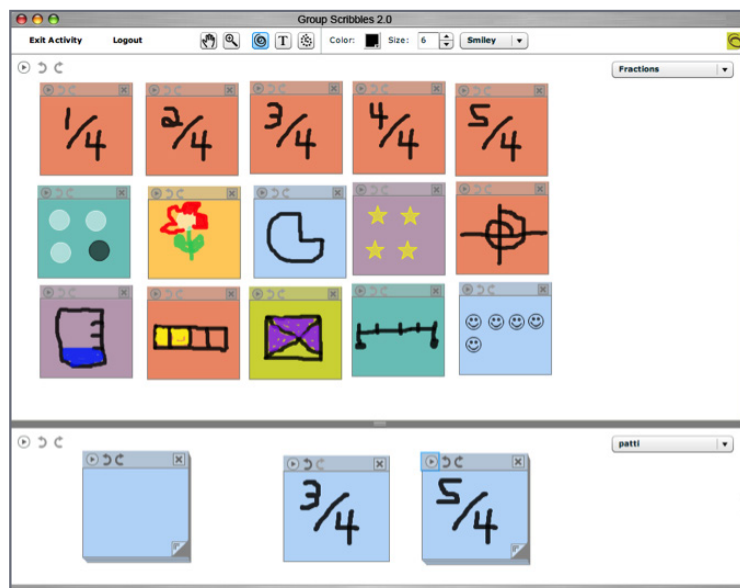 Group Scribbles 2.0
Exit Activity Logout T Color: Size: 6 Smiley
Fractions
1/4 2/4 3/4 4/4 5/4
patti
3/4 5/4